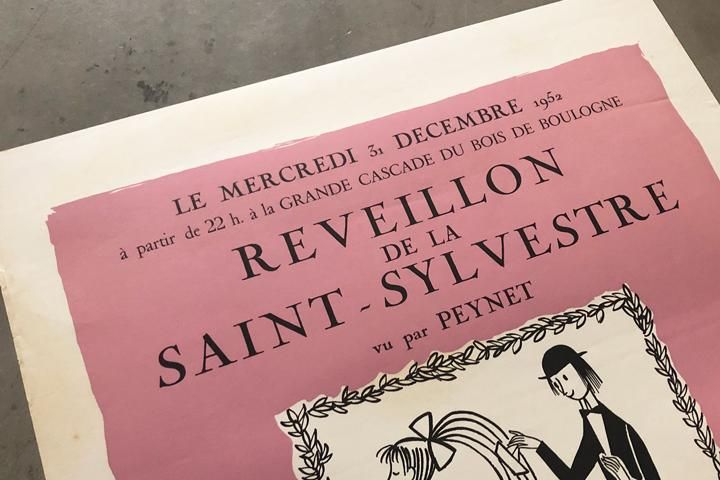 LE MERCREDI 31 DECEMBRE 1952
à partir de 22 h. à la GRANDE CASCADE DU BOIS DE BOULOGNE
REVEILLON
DE LA
SAINT-SYLVESTRE
vu par PEYNET